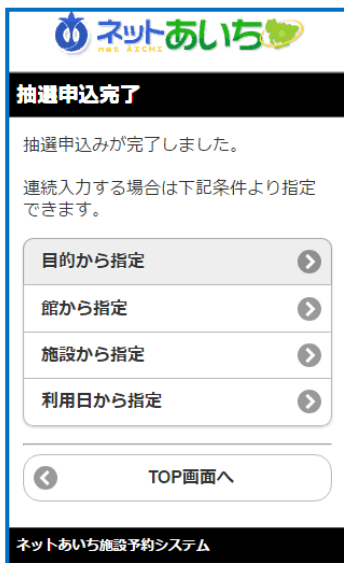 ネットあいち
net AICHI
抽選申込完了
抽選申込みが完了しました。
連続入力する場合は下記条件より指定
できます。
目的から指定
館から指定
施設から指定
利用日から指定
TOP画面へ
ネットあいち施設予約システム